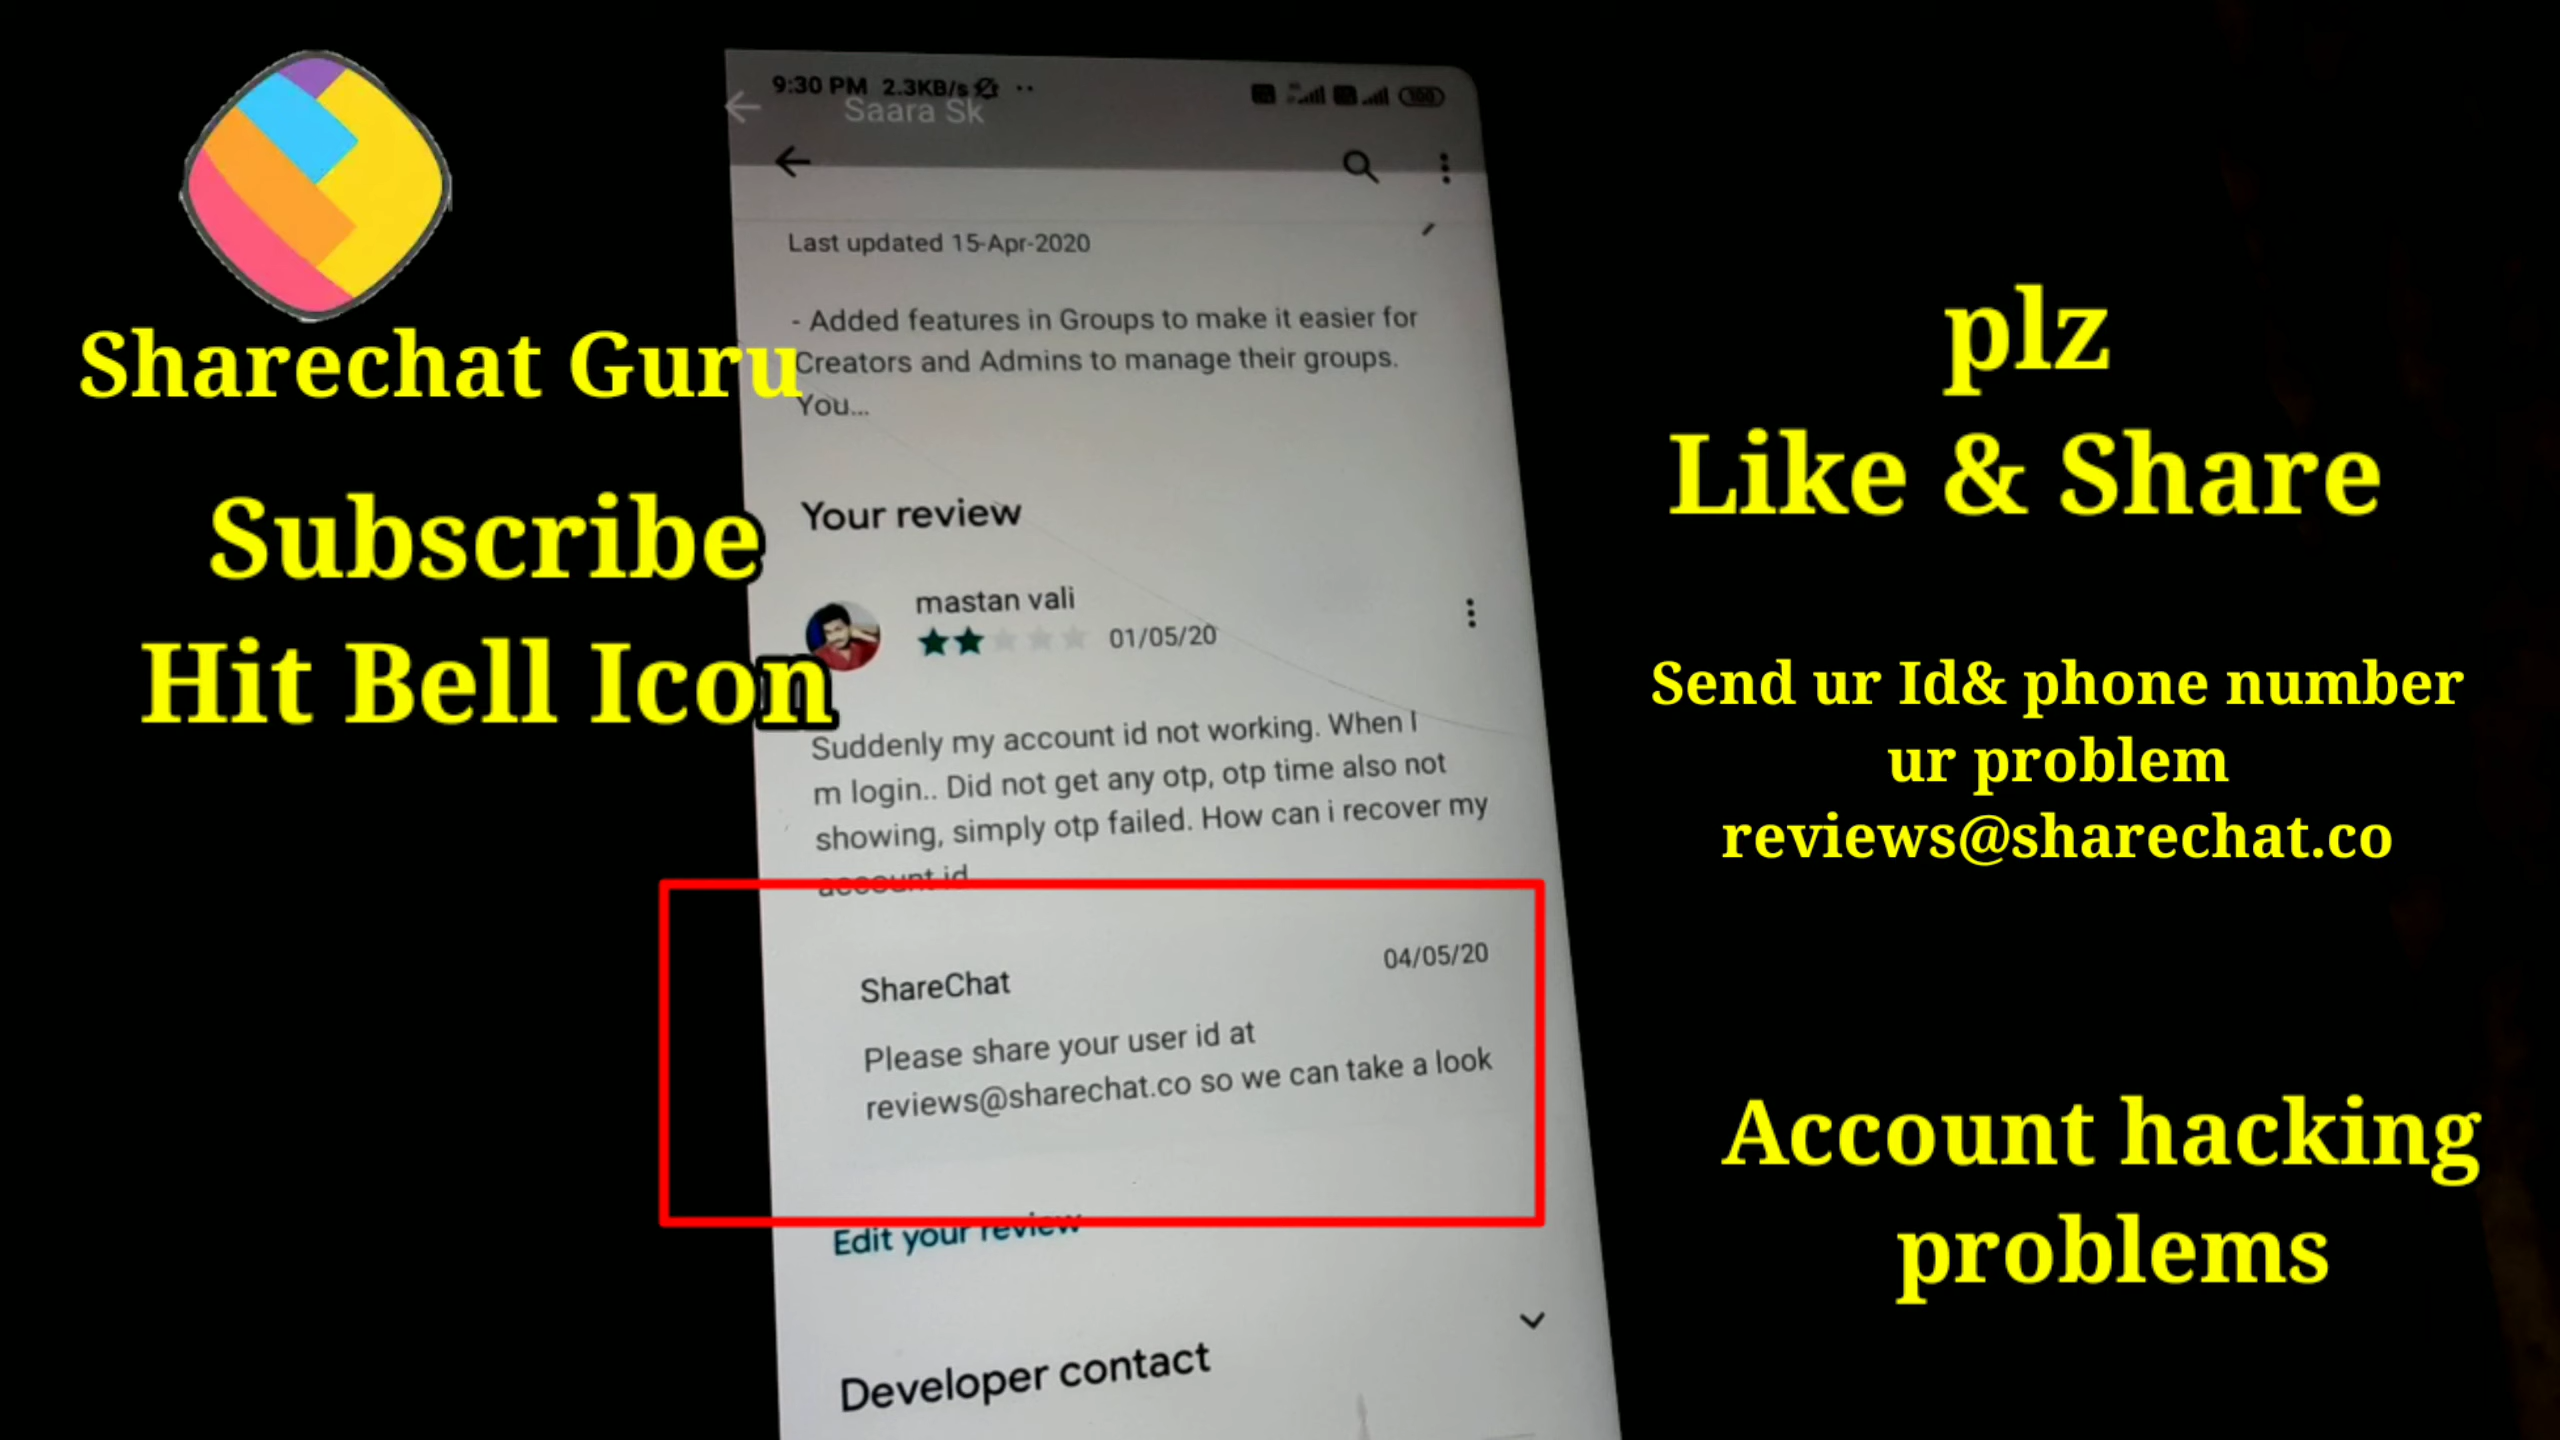 9:30 PM 2.3KB/s
Saara Sk
Last updated 15-Apr-2020
- Added features in Groups to make it easier for
Creators and Admins to manage their groups.
You...
Your review
mastan vali
01/05/20
Suddenly my account id not working. When I
m login.. Did not get any otp, otp time also not
showing, simply otp failed. How can i recover my
account id
ShareChat
04/05/20
Please share your user id at
reviews@sharechat.co so we can take a look
Edit your review
Developer contact
Sharechat Guru
Subscribe
Hit Bell Icon
plz
Like & Share
Send ur Id& phone number
ur problem
reviews@sharechat.co
Account hacking
problems